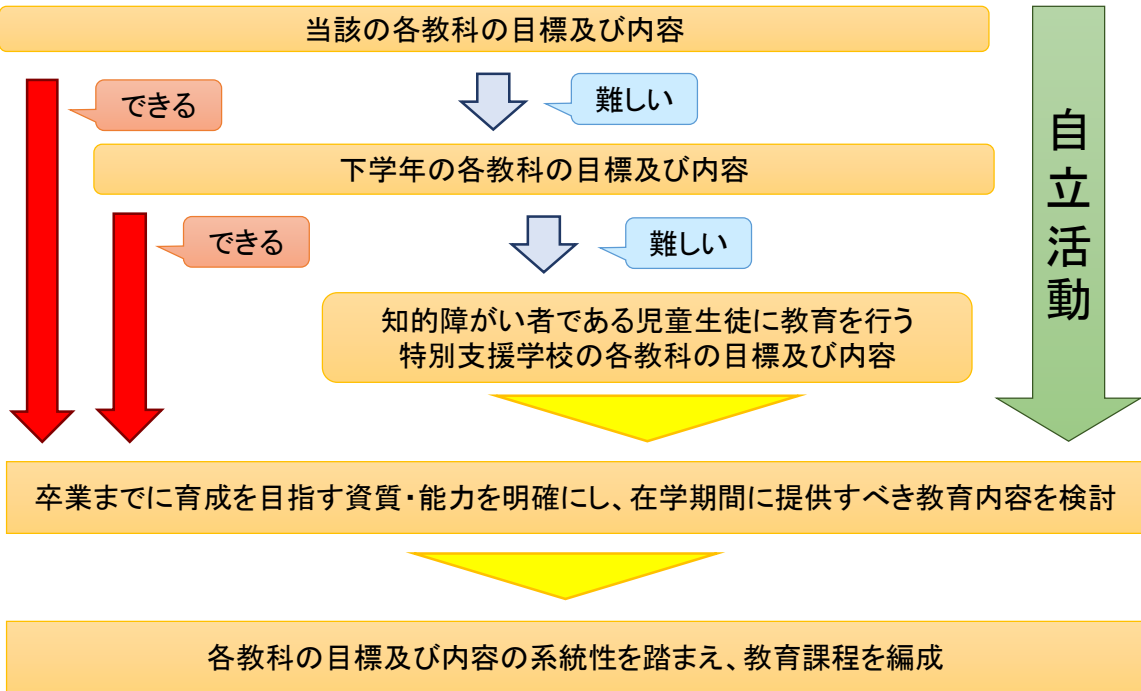 当該の各教科の目標及び内容
できる
難しい
下学年の各教科の目標及び内容
できる
難しい
知的障がい者である児童生徒に教育を行う
特別支援学校の各教科の目標及び内容
自立活動
卒業までに育成を目指す資質・能力を明確にし、在学期間に提供すべき教育内容を検討
各教科の目標及び内容の系統性を踏まえ、教育課程を編成